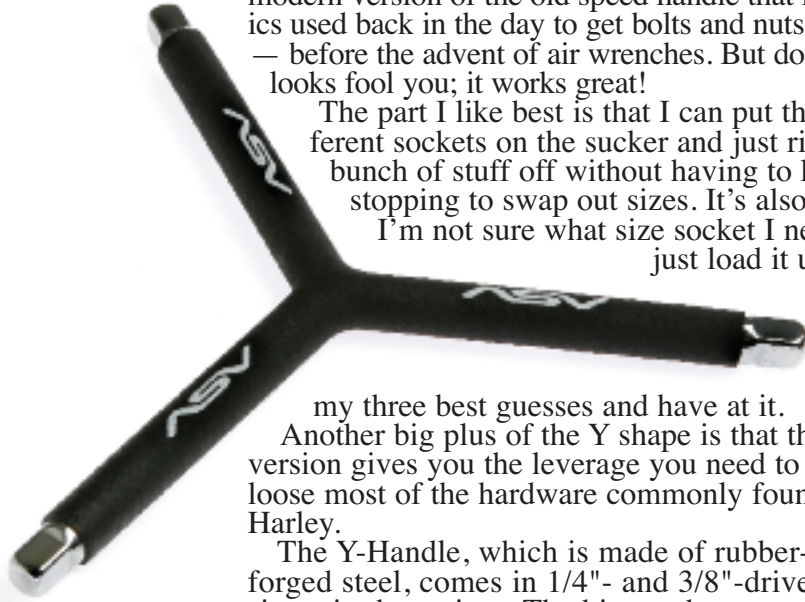 modern version of the old speed handle that
ics used back in the day to get bolts and nuts
— before the advent of air wrenches. But do
looks fool you; it works great!
The part I like best is that I can put th
ferent sockets on the sucker and just ri
bunch of stuff off without having to
stopping to swap out sizes. It's also
I'm not sure what size socket I ne
just load it u
ASV
ASV
ASV
my three best guesses and have at it.
Another big plus of the Y shape is that th
version gives you the leverage you need to
loose most of the hardware commonly foun
Harley.
The Y-Handle, which is made of rubber-
forged steel, comes in 1/4"- and 3/8"-drive